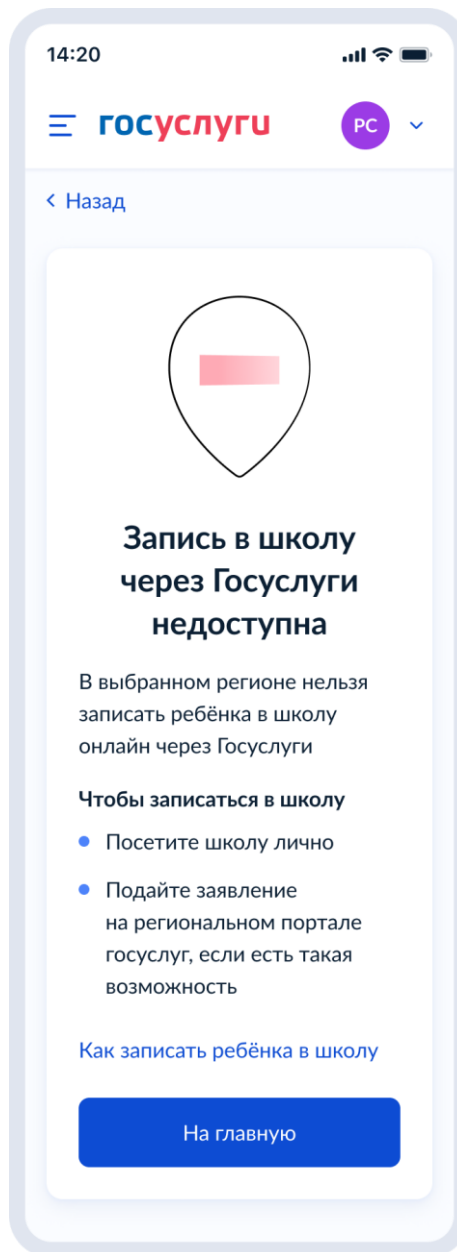 14:20
госуслуги
РС
Назад
Запись в школу
через Госуслуги
недоступна
В выбранном регионе нельзя
записать ребёнка в школу
онлайн через Госуслуги
Чтобы записаться в школу
Посетите школу лично
Подайте заявление
на региональном портале
госуслуг, если есть такая
возможность
Как записать ребёнка в школу
На главную